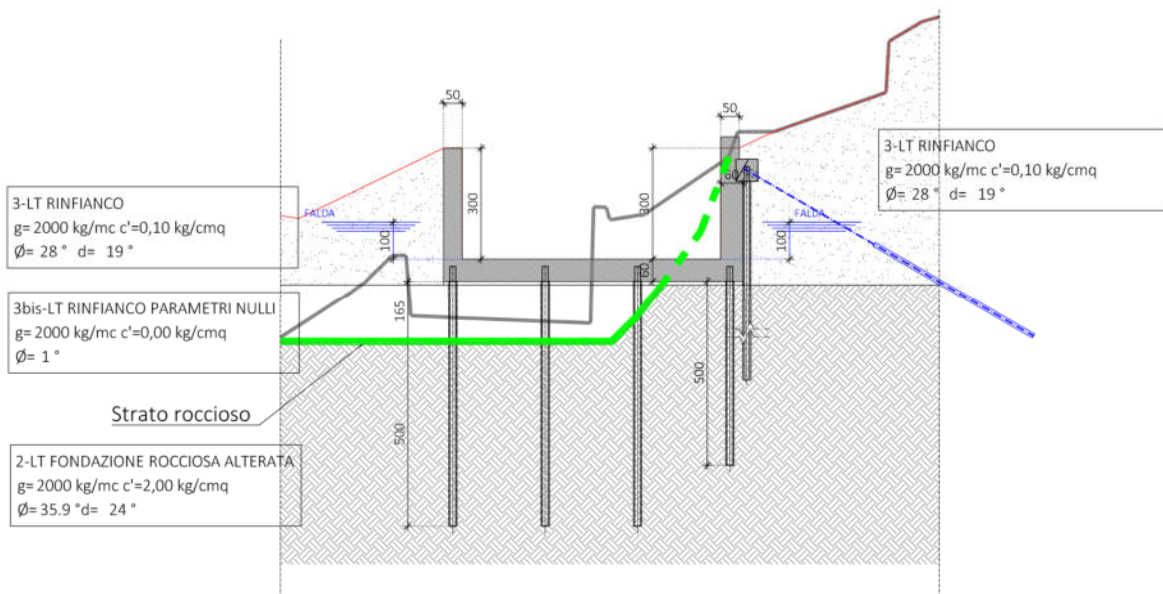 50
50
3-LT RINFIANCO
g= 2000 kg/mc c'=0,10 kg/cmq
Ø= 28 ° d= 19 °
3-LT RINFIANCO
g= 2000 kg/mc c'=0,10 kg/cmq
Ø= 28 ° d= 19 °
FALDA
100
300
300
60
FALDA
100
60
3bis-LT RINFIANCO PARAMETRI NULLI
g= 2000 kg/mc c'=0,00 kg/cmq
Ø= 1 °
165
500
Strato roccioso
500
2-LT FONDAZIONE ROCCIOSA ALTERATA
g= 2000 kg/mc c'=2,00 kg/cmq
Ø= 35.9 °d= 24 °